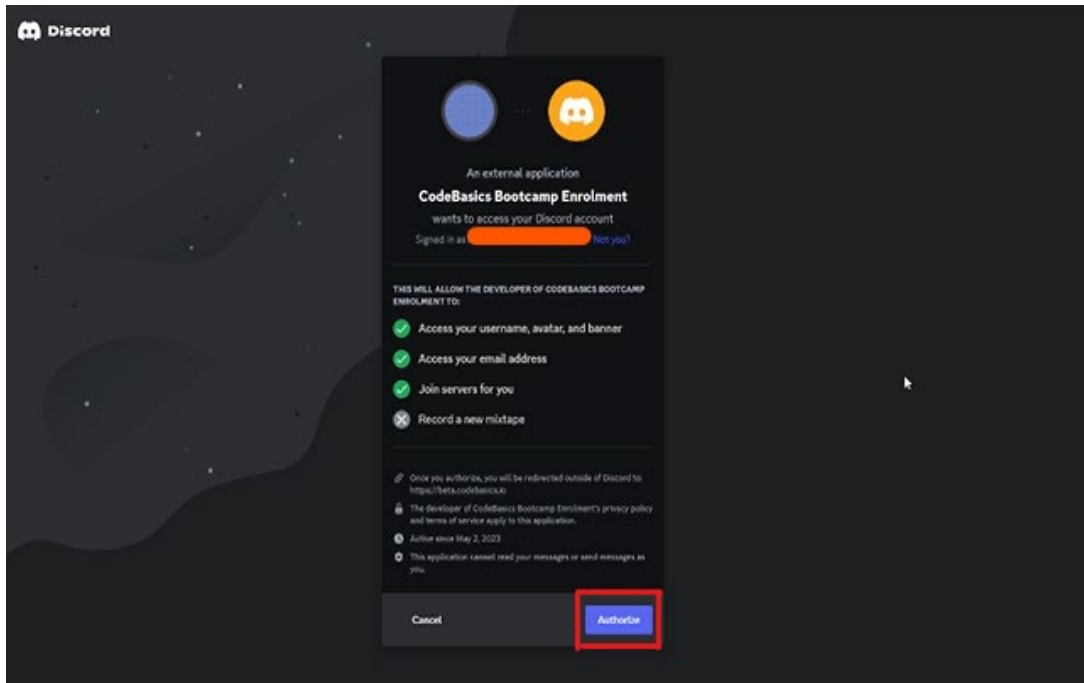 Discord
An external application
CodeBasics Bootcamp Enrolment
wants to access your Discord account
Signed in as Not you?
THIS WILL ALLOW THE DEVELOPER OF CODEBASICS BOOTCAMP
ENROLMENT TO:
Access your username, avatar, and banner
Access your email address
Join servers for you
Record a new mixtape
Once you authorize, you will be redirected outside of Discord to:
https://beta.codebasics.io
The developer of CodeBasics Bootcamp Enrolment's privacy policy
and terms of service apply to this application.
Active since May 2, 2023
This application cannot read your messages or send messages as
you.
Cancel
Authorize